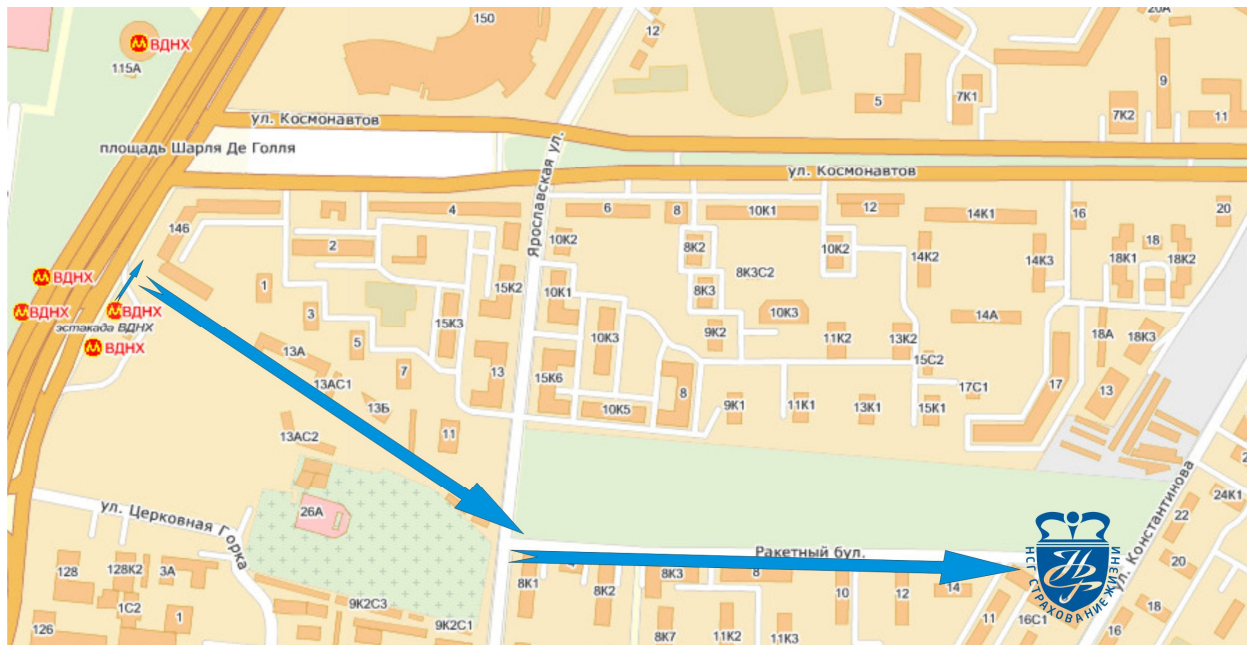 150
12
26А
ВДНХ
115А
9
5
7К1
7К2
11
ул. Космонавтов
площадь Шарля Де Голля
Ярославская ул.
ул. Космонавтов
4
6
8
10К1
12
14К1
16
20
146
2
10К2
8К2
10К2
14К2
14К3
18
18К1
18К2
ВДНХ
8К3С2
1
15К2
10К1
8К3
ВДНХ
ВДНХ
эстакада ВДНХ
3
10К3
14А
15К3
10К3
9К2
11К2
13К2
18А
18К3
ВДНХ
5
13А
15С2
7
13
15К6
8
17С1
17
13
13АС1
13Б
10К5
9К1
11К1
13К1
15К1
13АС2
11
ул. Константинова
24К1
26А
22
ул. Церковная Горка
Ракетный бул.
20
128
128К2
3А
8К1
8К2
8К3
8
10
12
14
НСГ СТРАХОВАНИЕ ЖИЗНИ
НСГ
1С2
1
9К2С3
18
126
9К2С1
8К7
11К2
11К3
11
16С1
16